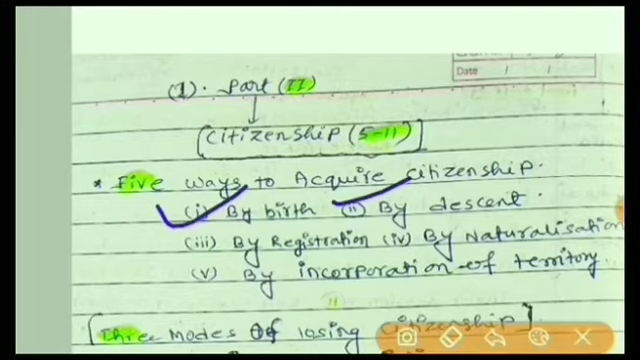 Date / /
(1). Part (II)
[Citizenship (5-11)]
* Five ways to Acquire citizenship.
(i) By birth (ii) By descent.
(iii) By Registration (iv) By Naturalisation
(v) By incorporation of territory
[Three Modes Of losing citizenship]